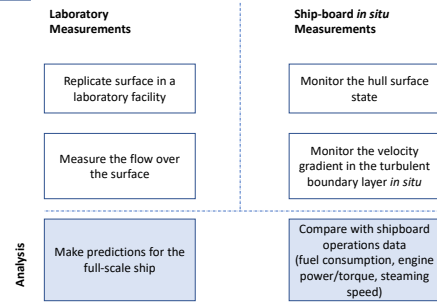 Laboratory
Measurements
Ship-board in situ
Measurements
Replicate surface in a
laboratory facility
Monitor the hull surface
state
Measure the flow over
the surface
Monitor the velocity
gradient in the turbulent
boundary layer in situ
Analysis
Make predictions for the
full-scale ship
Compare with shipboard
operations data
(fuel consumption, engine
power/torque, steaming
speed)